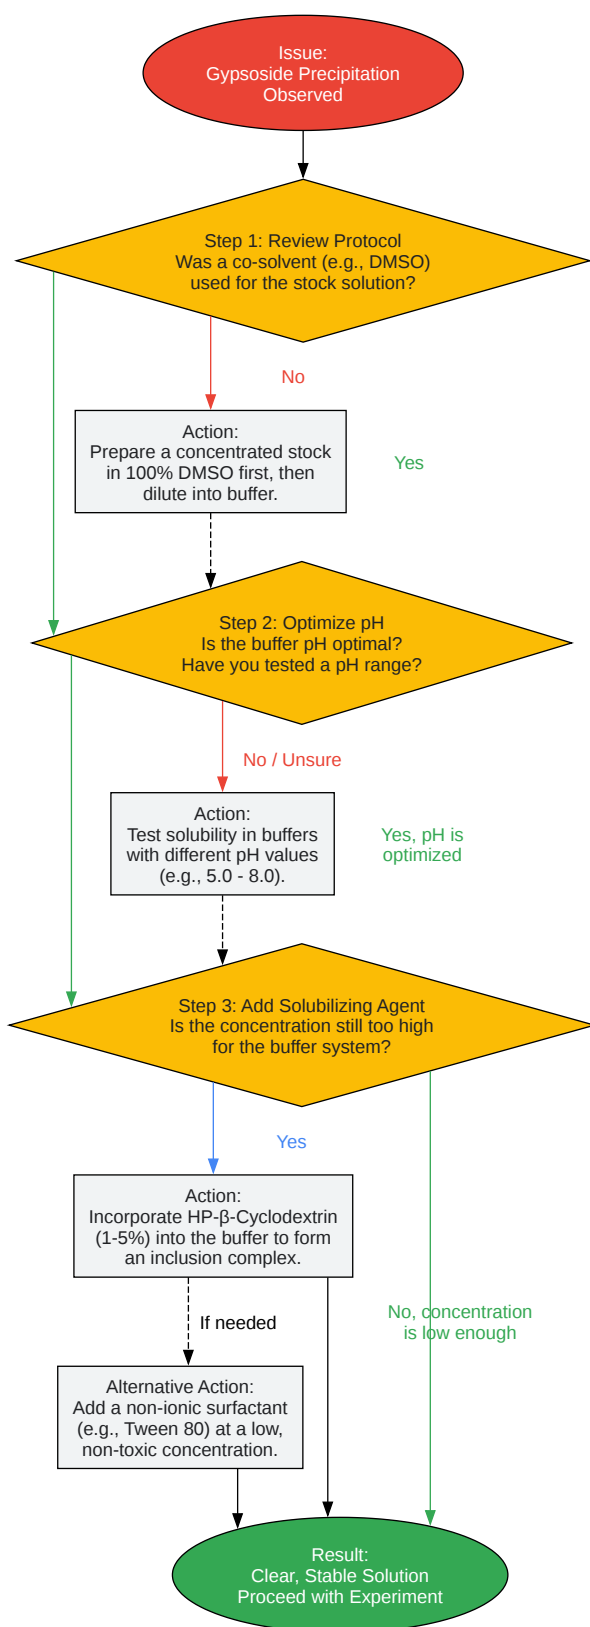 Issue:
Gypsoside Precipitation
Observed
Step 1: Review Protocol
Was a co-solvent (e.g., DMSO)
used for the stock solution?
No
Action:
Prepare a concentrated stock
in 100% DMSO first, then
dilute into buffer.
Yes
Step 2: Optimize pH
Is the buffer pH optimal?
Have you tested a pH range?
No / Unsure
Action:
Test solubility in buffers
with different pH values
(e.g., 5.0 - 8.0).
Yes, pH is
optimized
Step 3: Add Solubilizing Agent
Is the concentration still too high
for the buffer system?
Yes
Action:
Incorporate HP-β-Cyclodextrin
(1-5%) into the buffer to form
an inclusion complex.
If needed
No, concentration
is low enough
Alternative Action:
Add a non-ionic surfactant
(e.g., Tween 80) at a low,
non-toxic concentration.
Result:
Clear, Stable Solution
Proceed with Experiment